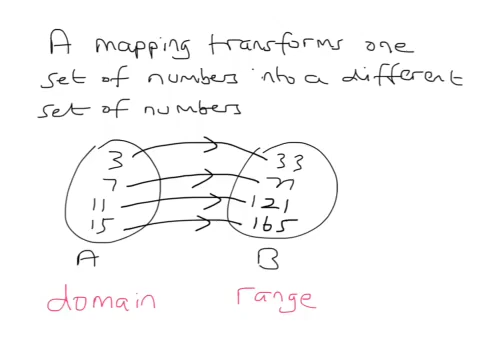 A mapping transforms one
set of numbers into a different
set of numbers
3 33
7 77
11 121
15 165
A B
domain range